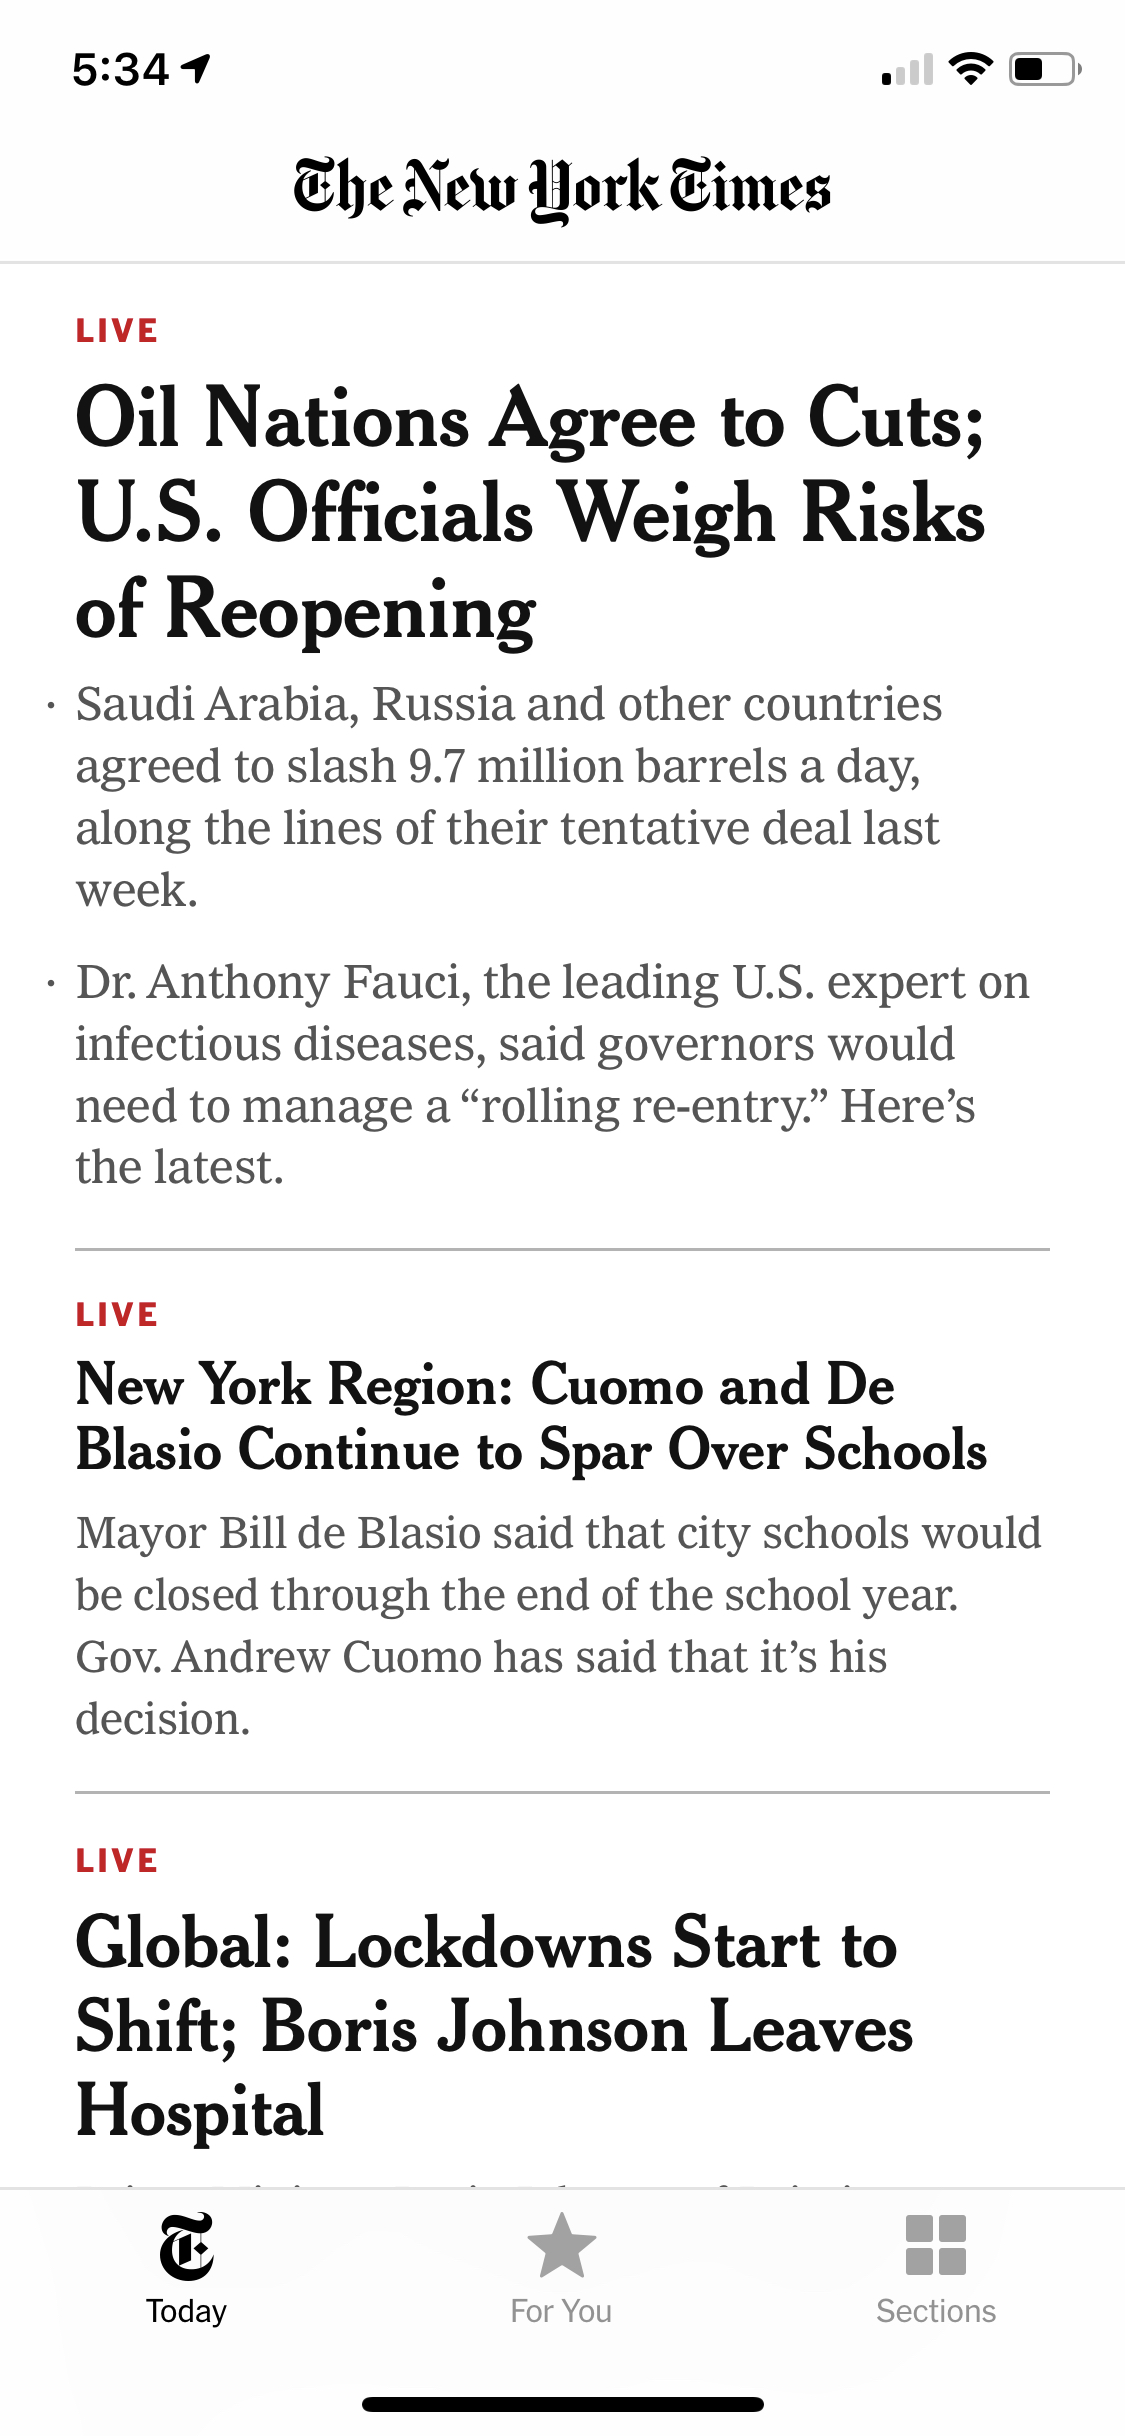 5:34
The New York Times
LIVE
Oil Nations Agree to Cuts;
U.S. Officials Weigh Risks
of Reopening
· Saudi Arabia, Russia and other countries
agreed to slash 9.7 million barrels a day,
along the lines of their tentative deal last
week.
· Dr. Anthony Fauci, the leading U.S. expert on
infectious diseases, said governors would
need to manage a “rolling re-entry.” Here’s
the latest.
LIVE
New York Region: Cuomo and De
Blasio Continue to Spar Over Schools
Mayor Bill de Blasio said that city schools would
be closed through the end of the school year.
Gov. Andrew Cuomo has said that it’s his
decision.
LIVE
Global: Lockdowns Start to
Shift; Boris Johnson Leaves
Hospital
T
Today
For You
Sections